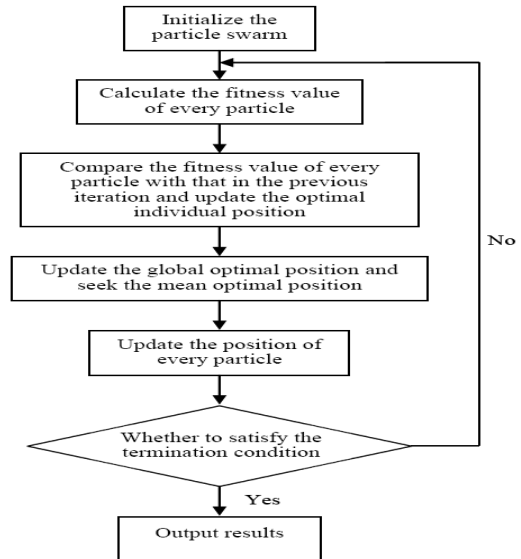 Initialize the
particle swarm
Calculate the fitness value
of every particle
Compare the fitness value of every
particle with that in the previous
iteration and update the optimal
individual position
No
Update the global optimal position and
seek the mean optimal position
Update the position of
every particle
Whether to satisfy the
termination condition
Yes
Output results